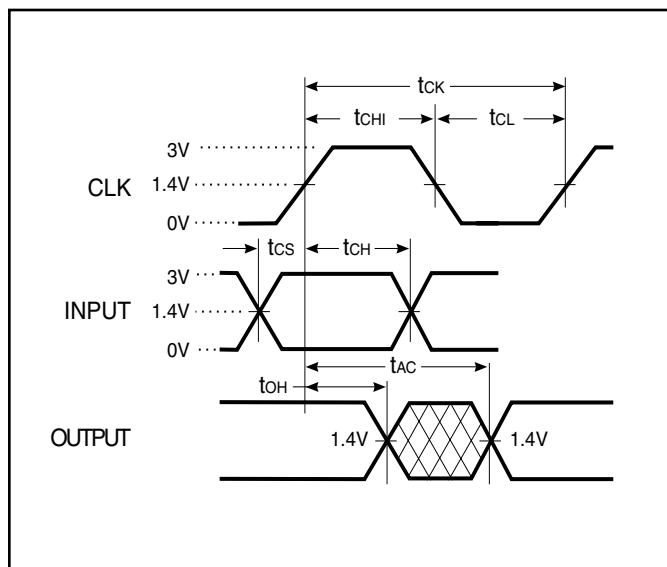 tCK
tCHI tCL
3V
CLK 1.4V
0V
tCS tCH
3V
INPUT 1.4V
0V
tAC
tOH
OUTPUT 1.4V 1.4V